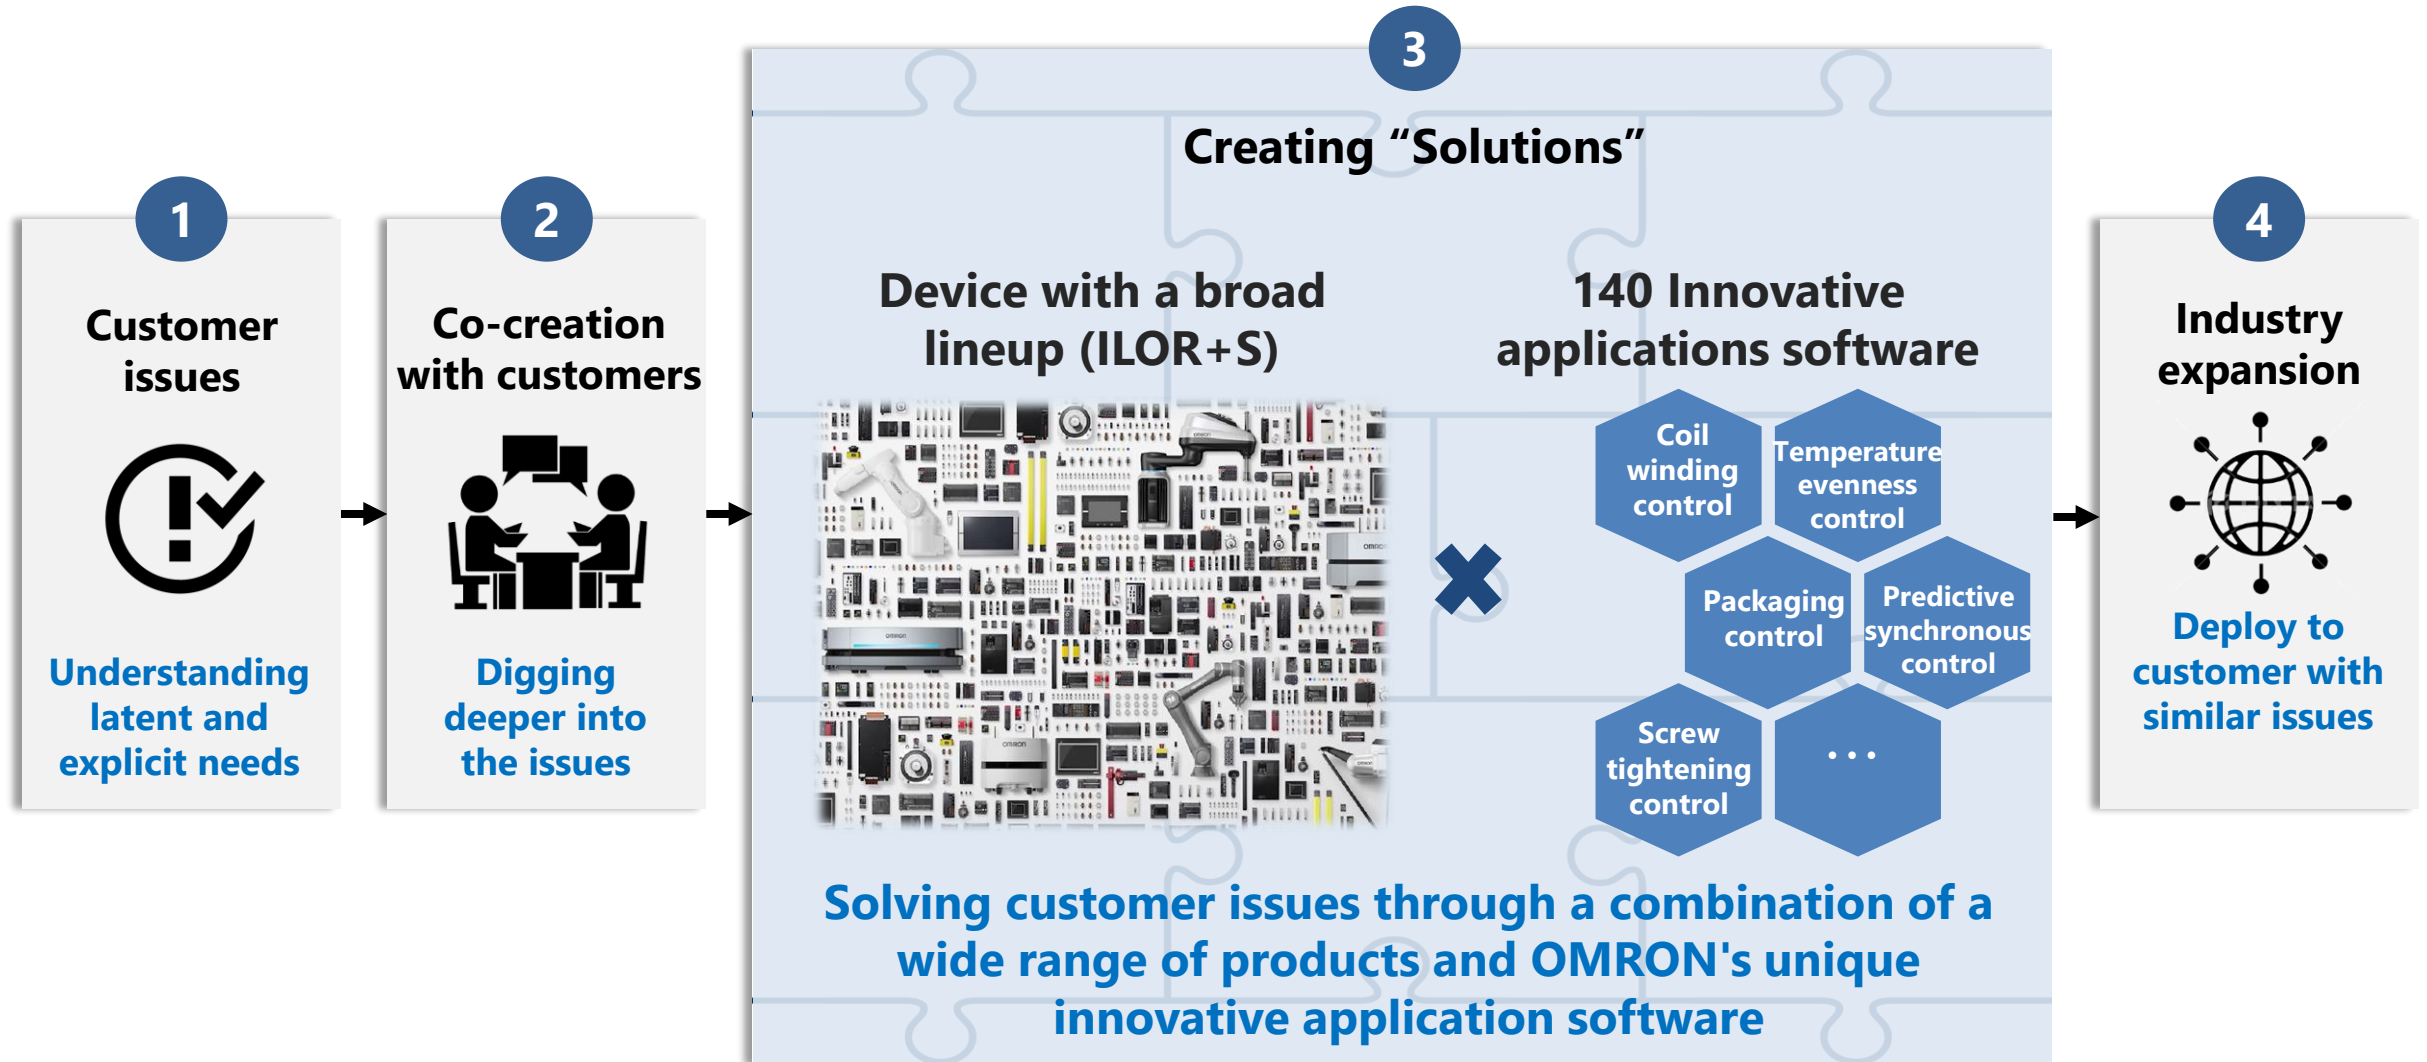 1
Customer
issues
Understanding
latent and
explicit needs
2
Co-creation
with customers
Digging
deeper into
the issues
3
Creating “Solutions”
Device with a broad
lineup (ILOR+S)
OMRON
OMRON
140 Innovative
applications software
Coil
winding
control
Temperature
evenness
control
Packaging
control
Predictive
synchronous
control
Screw
tightening
control
...
Solving customer issues through a combination of a
wide range of products and OMRON's unique
innovative application software
4
Industry
expansion
Deploy to
customer with
similar issues